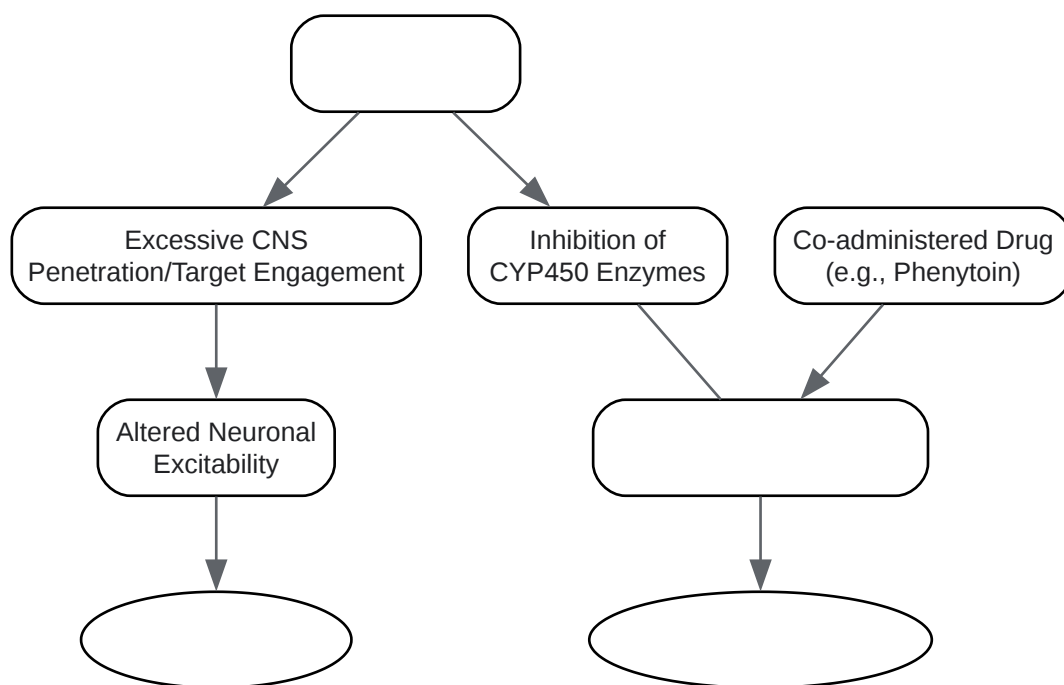 Excessive CNS
Penetration/Target Engagement
Inhibition of
CYP450 Enzymes
Co-administered Drug
(e.g., Phenytoin)
Altered Neuronal
Excitability